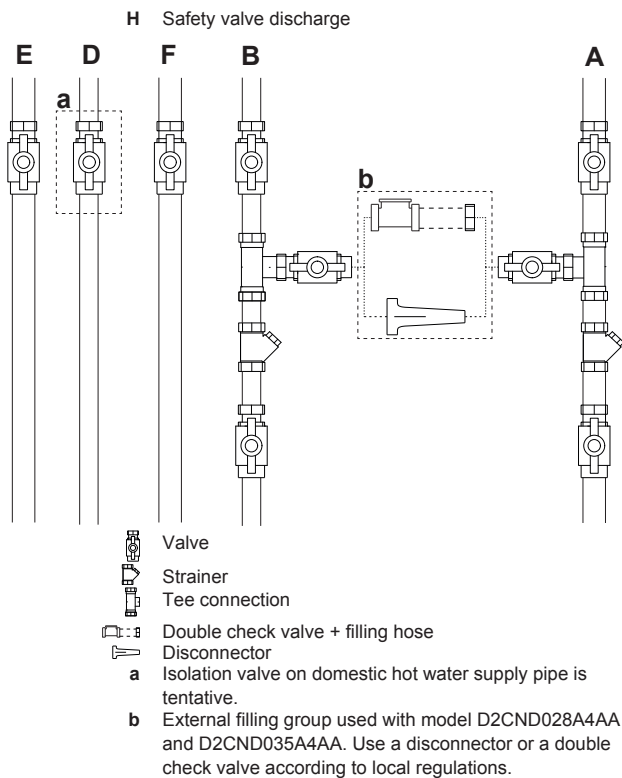 H Safety valve discharge
E D F B A
a
b
Valve
Strainer
Tee connection
Double check valve + filling hose
Disconnector
a Isolation valve on domestic hot water supply pipe is
tentative.
b External filling group used with model D2CND028A4AA
and D2CND035A4AA. Use a disconnector or a double
check valve according to local regulations.